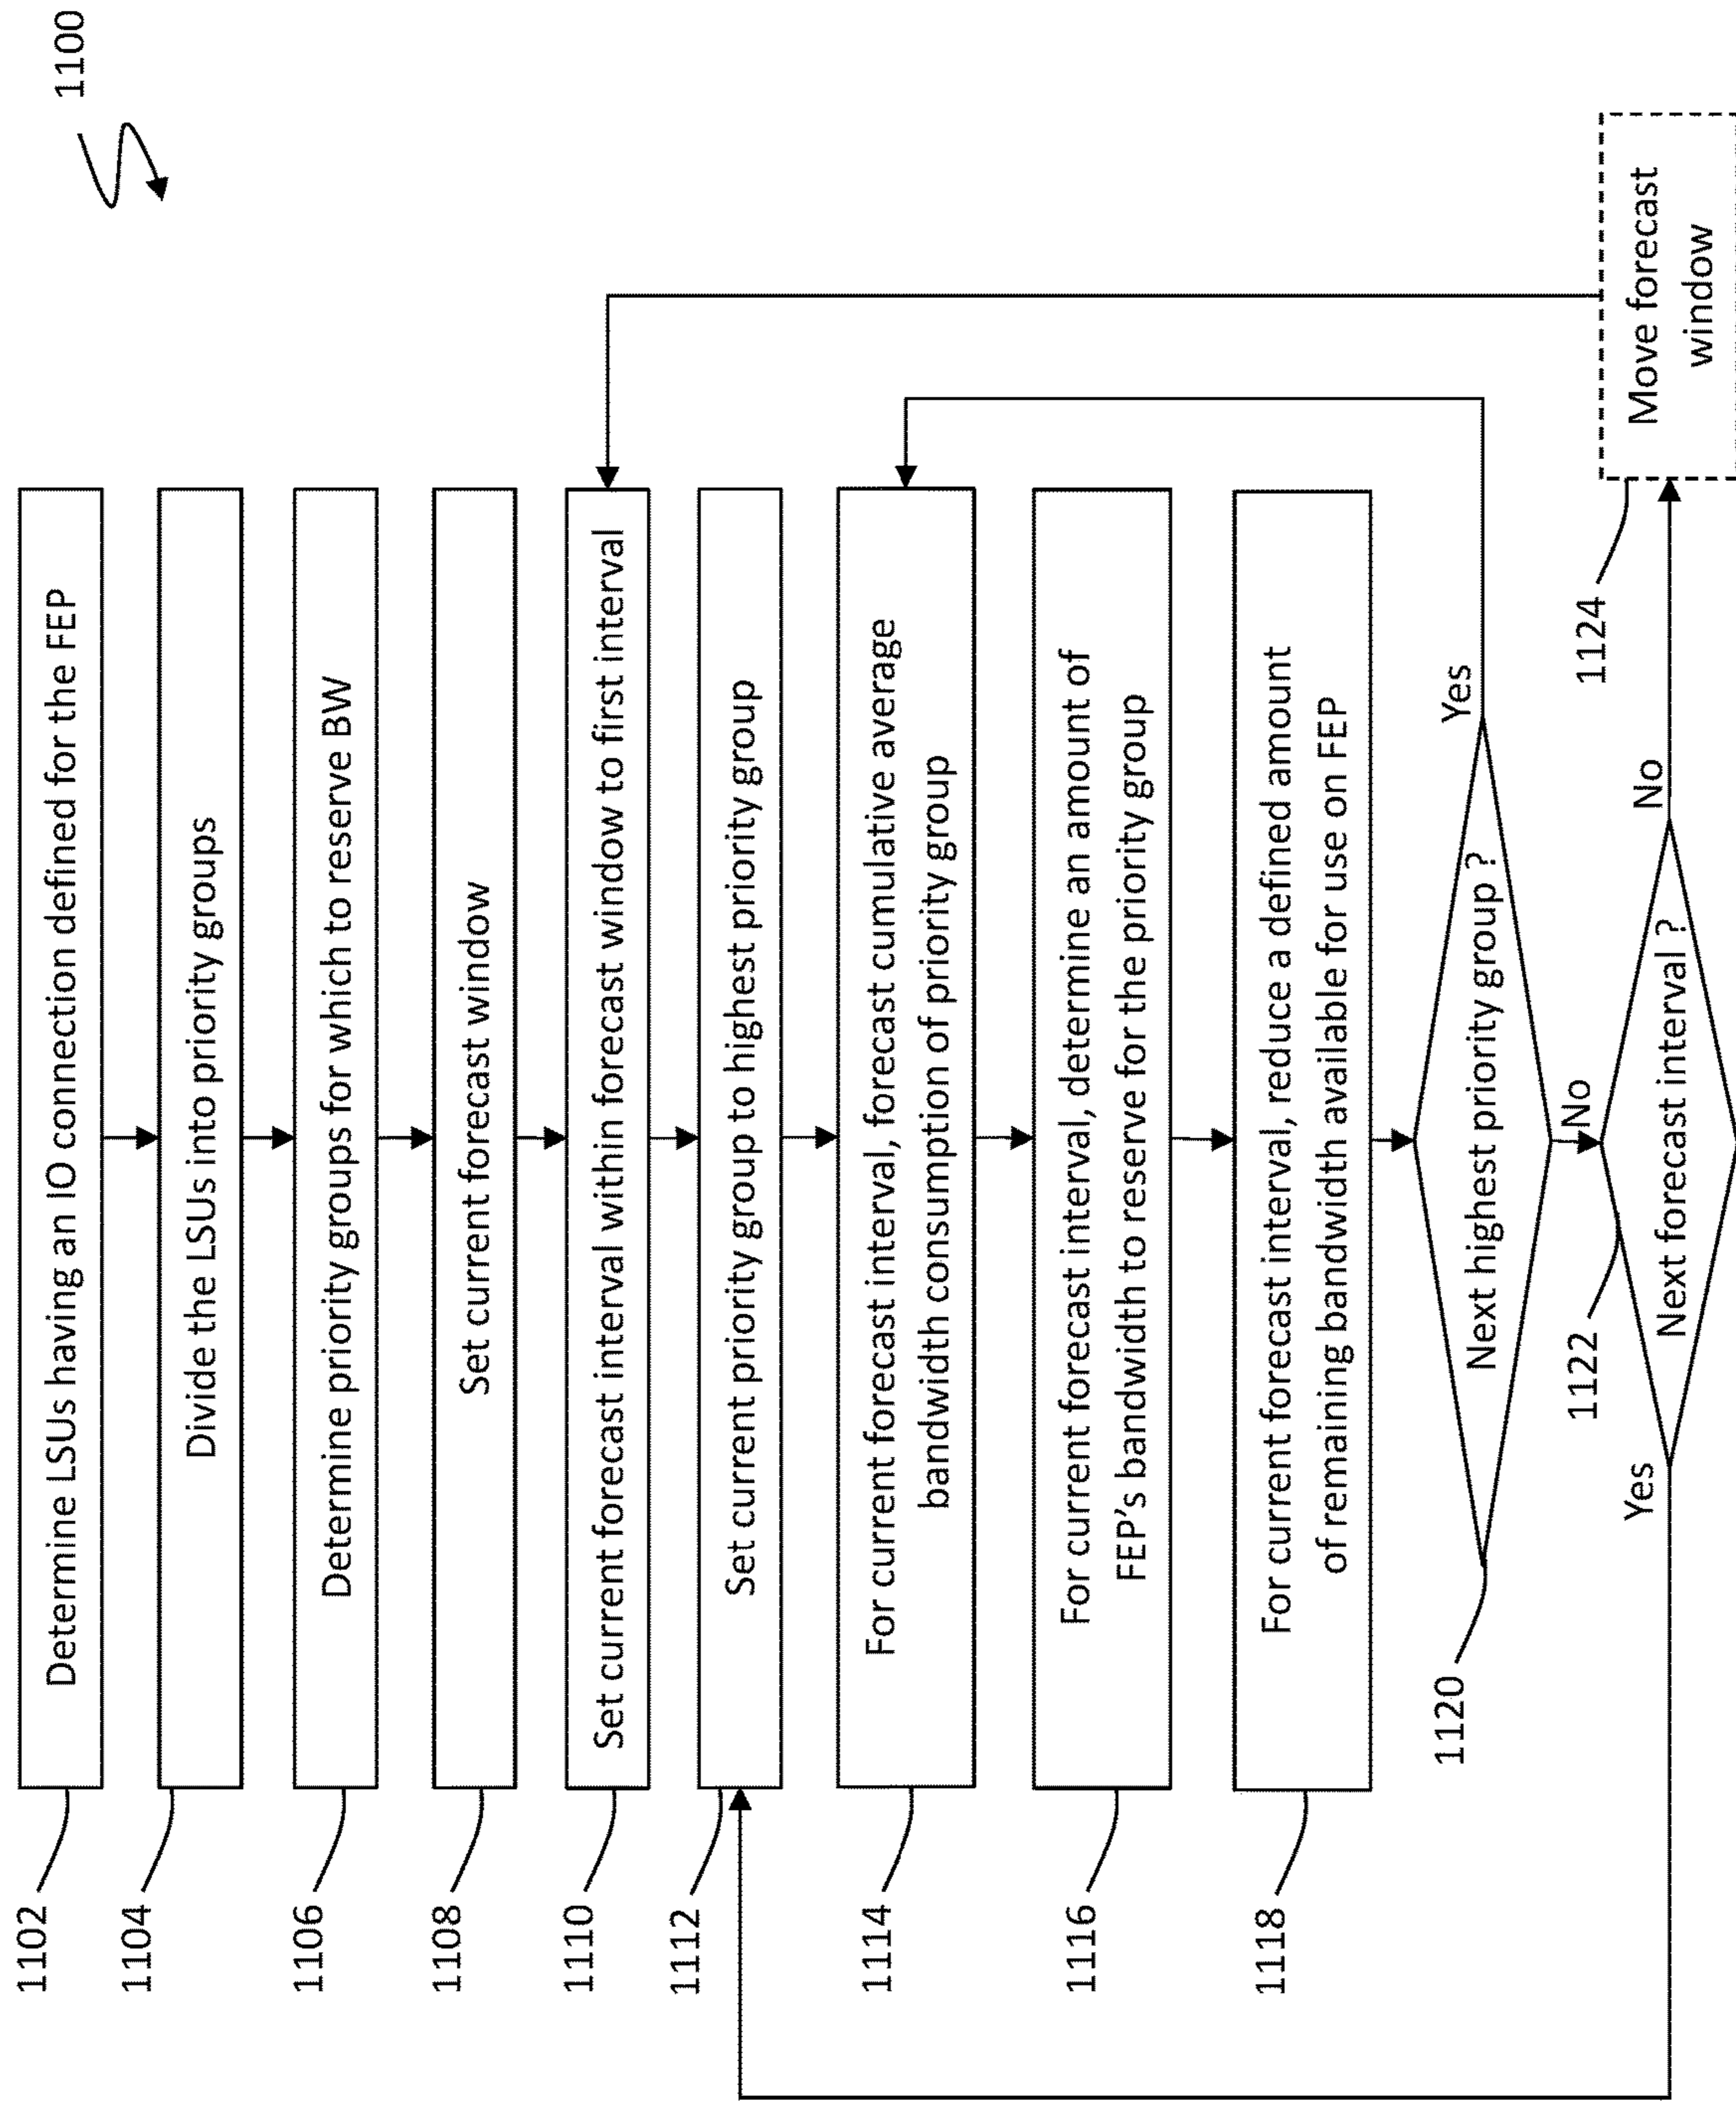 1100
1102
Determine LSUs having an IO connection defined for the FEP
1104
Divide the LSUs into priority groups
1106
Determine priority groups for which to reserve BW
1108
Set current forecast window
1110
Set current forecast interval within forecast window to first interval
1112
Set current priority group to highest priority group
1114
For current forecast interval, forecast cumulative average
bandwidth consumption of priority group
1116
For current forecast interval, determine an amount of
FEP's bandwidth to reserve for the priority group
1118
For current forecast interval, reduce a defined amount
of remaining bandwidth available for use on FEP
1120
Next highest priority group ?
Yes
No
1122
Next forecast interval ?
Yes
No
1124
Move forecast
window